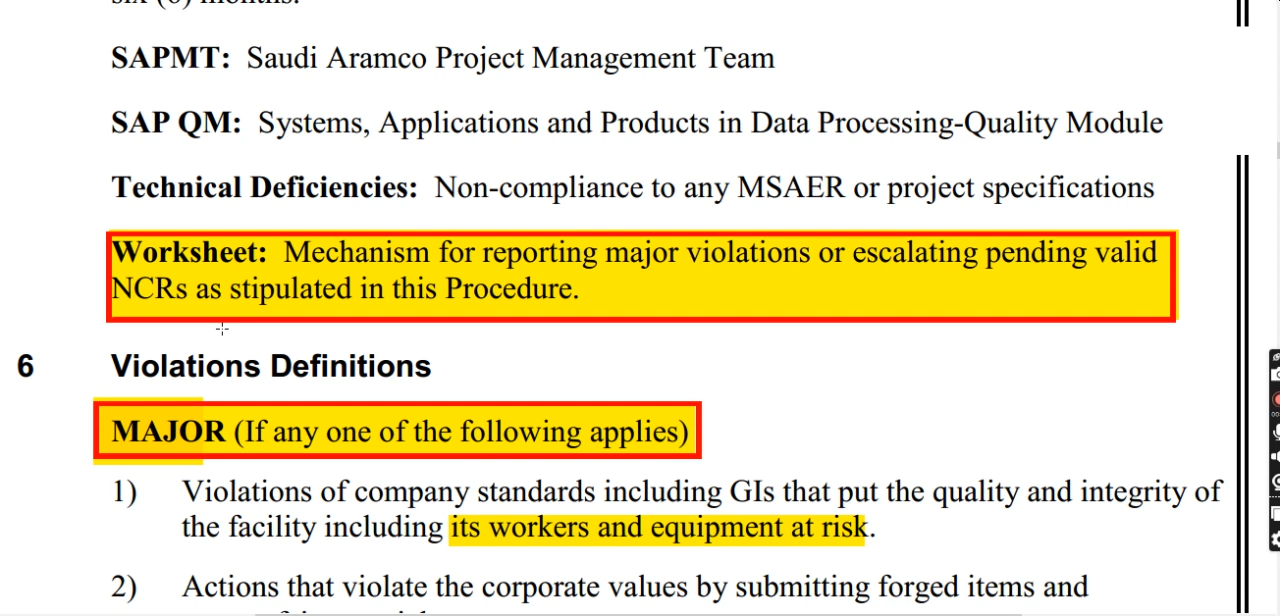 six (6) months.
SAPMT: Saudi Aramco Project Management Team
SAP QM: Systems, Applications and Products in Data Processing-Quality Module
Technical Deficiencies: Non-compliance to any MSAER or project specifications
Worksheet: Mechanism for reporting major violations or escalating pending valid
NCRs as stipulated in this Procedure.
6 Violations Definitions
MAJOR (If any one of the following applies)
1) Violations of company standards including GIs that put the quality and integrity of
the facility including its workers and equipment at risk.
2) Actions that violate the corporate values by submitting forged items and